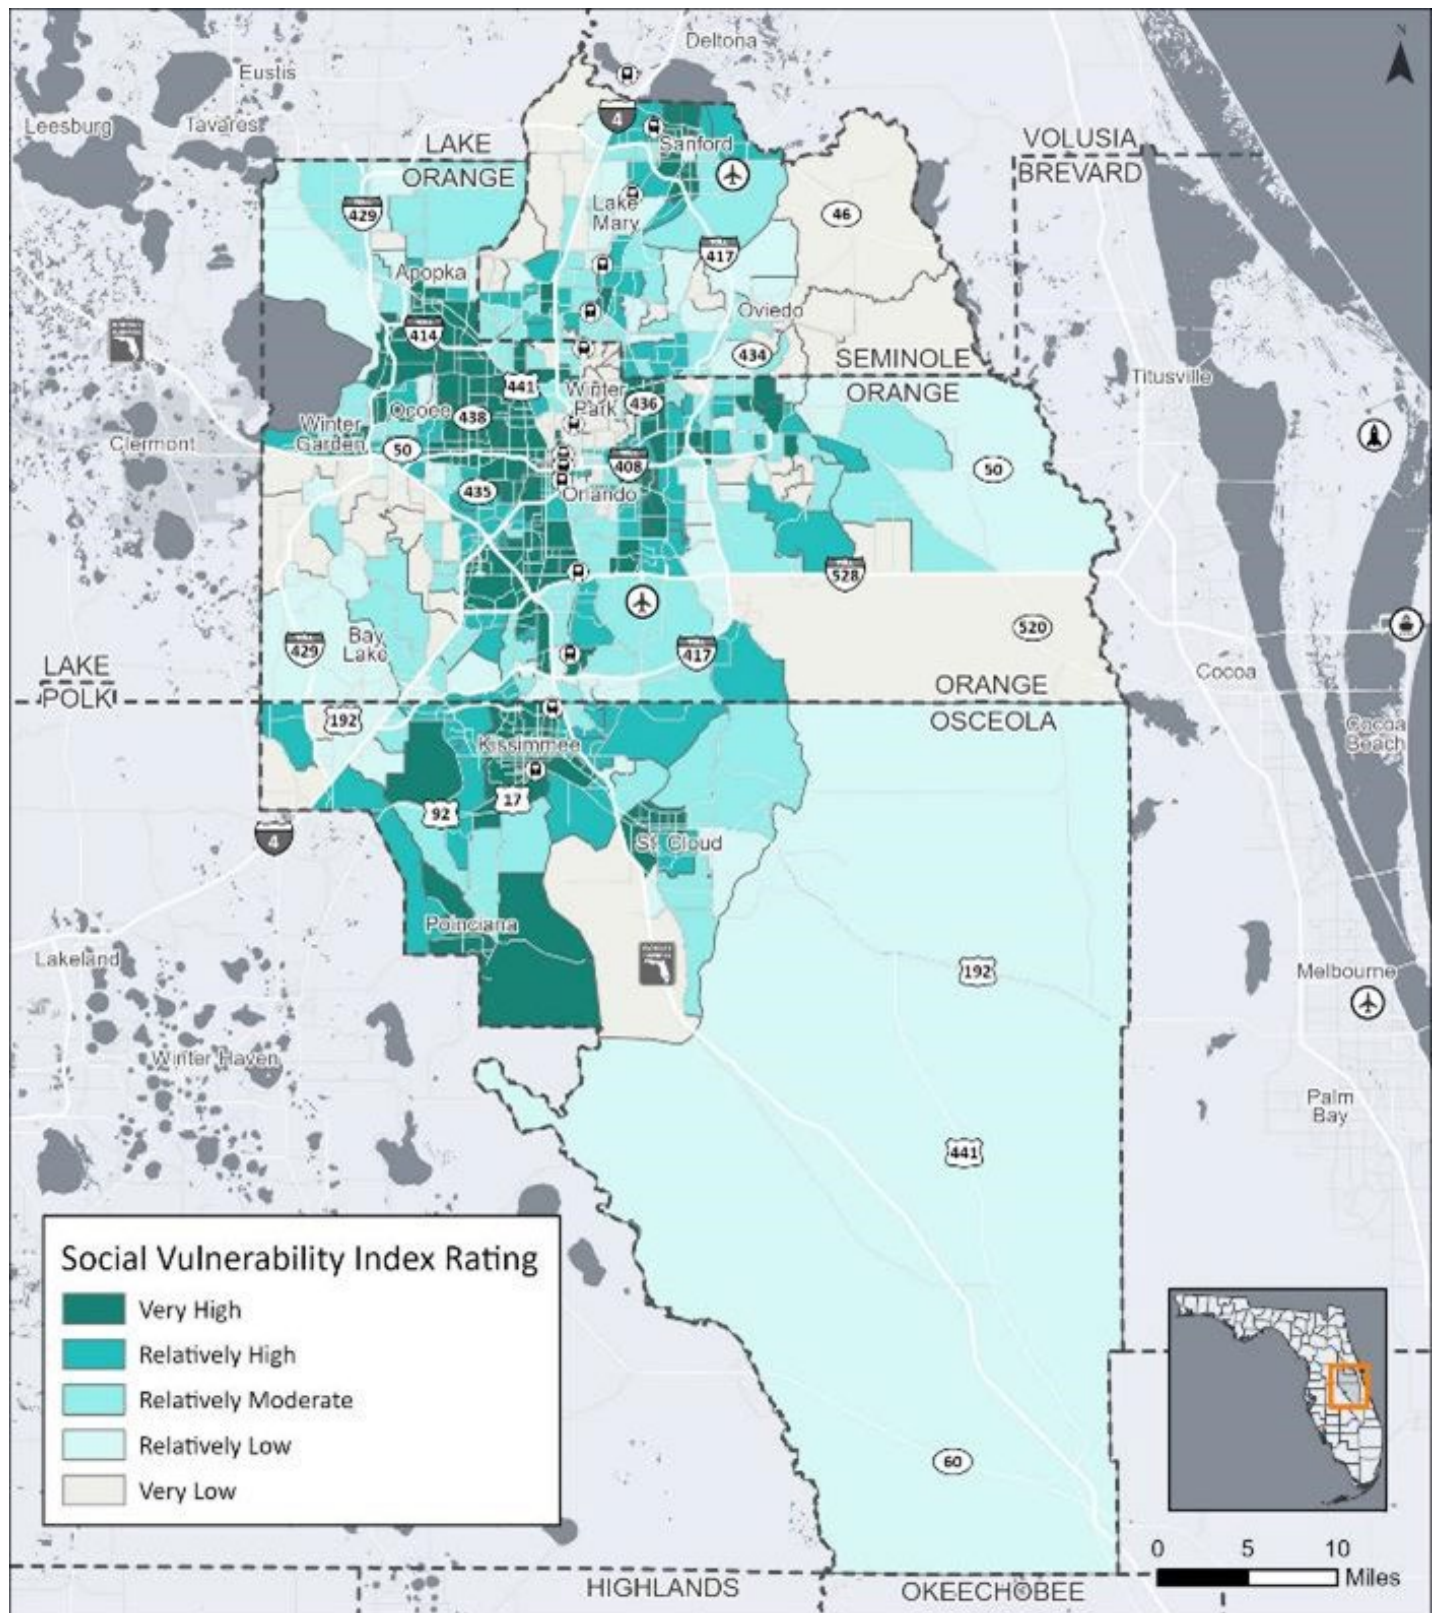 N
Deltona
Eustis
Leesburg
Tavares
4
Sanford
LAKE
ORANGE
VOLUSIA
BREVARD
429
Lake
Mary
46
417
Apopka
Oviedo
414
434
SEMINOLE
ORANGE
Titusville
441
Winter
Park
436
Ocoee
438
Winter
Garden
50
Clermont
408
50
435
Orlando
528
520
Bay
Lake
429
417
LAKE
POLK
Cocoa
ORANGE
OSCEOLA
192
Cocoa
Beach
Kissimmee
17
92
4
St. Cloud
Poinciana
Lakeland
192
Melbourne
Winter Haven
Palm
Bay
441
Social Vulnerability Index Rating
Very High
Relatively High
Relatively Moderate
Relatively Low
Very Low
60
0 5 10
Miles
HIGHLANDS
OKEECHOBEE